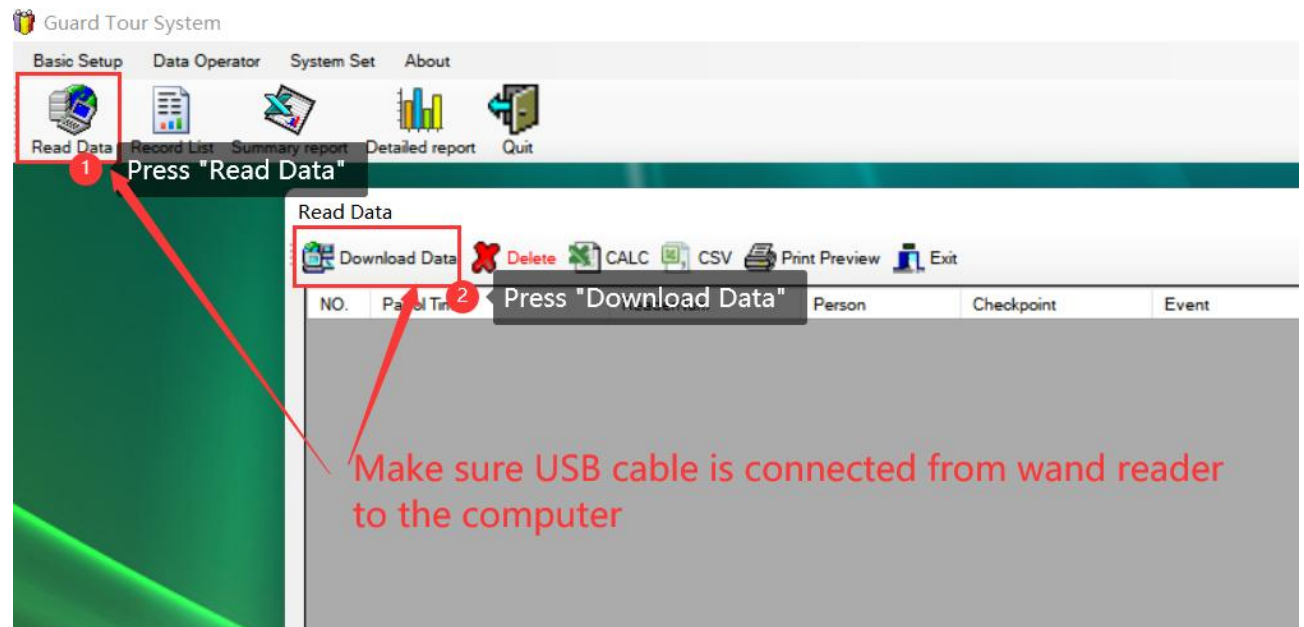 Guard Tour System
Basic Setup Data Operator System Set About
Read Data Record List Summary report Detailed report Quit
1 Press "Read Data"
Read Data
Download Data Delete CALC CSV Print Preview Exit
2 Press "Download Data"
NO. Person Checkpoint Event
Make sure USB cable is connected from wand reader
to the computer